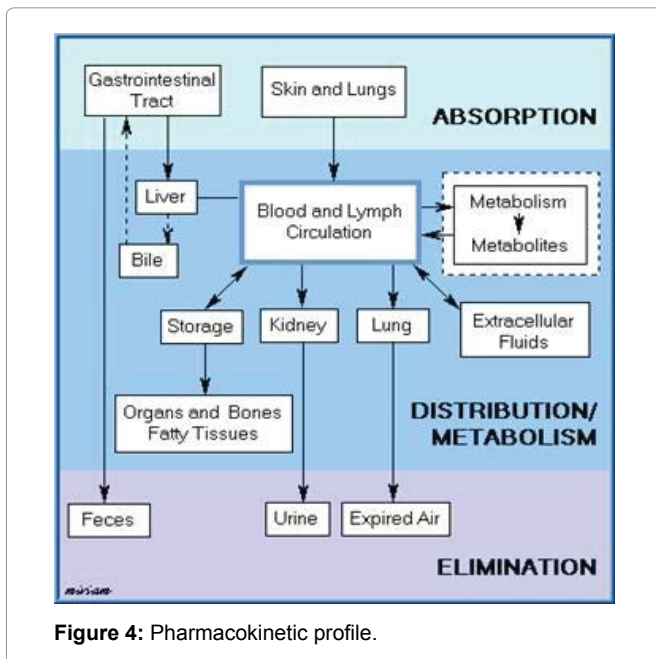 Gastrointestinal
Tract
Skin and Lungs
ABSORPTION
Liver
Blood and Lymph
Circulation
Metabolism
Metabolites
Bile
Storage
Kidney
Lung
Extracellular
Fluids
Organs and Bones
Fatty Tissues
DISTRIBUTION/
METABOLISM
Feces
Urine
Expired Air
ELIMINATION
Figure 4: Pharmacokinetic profile.